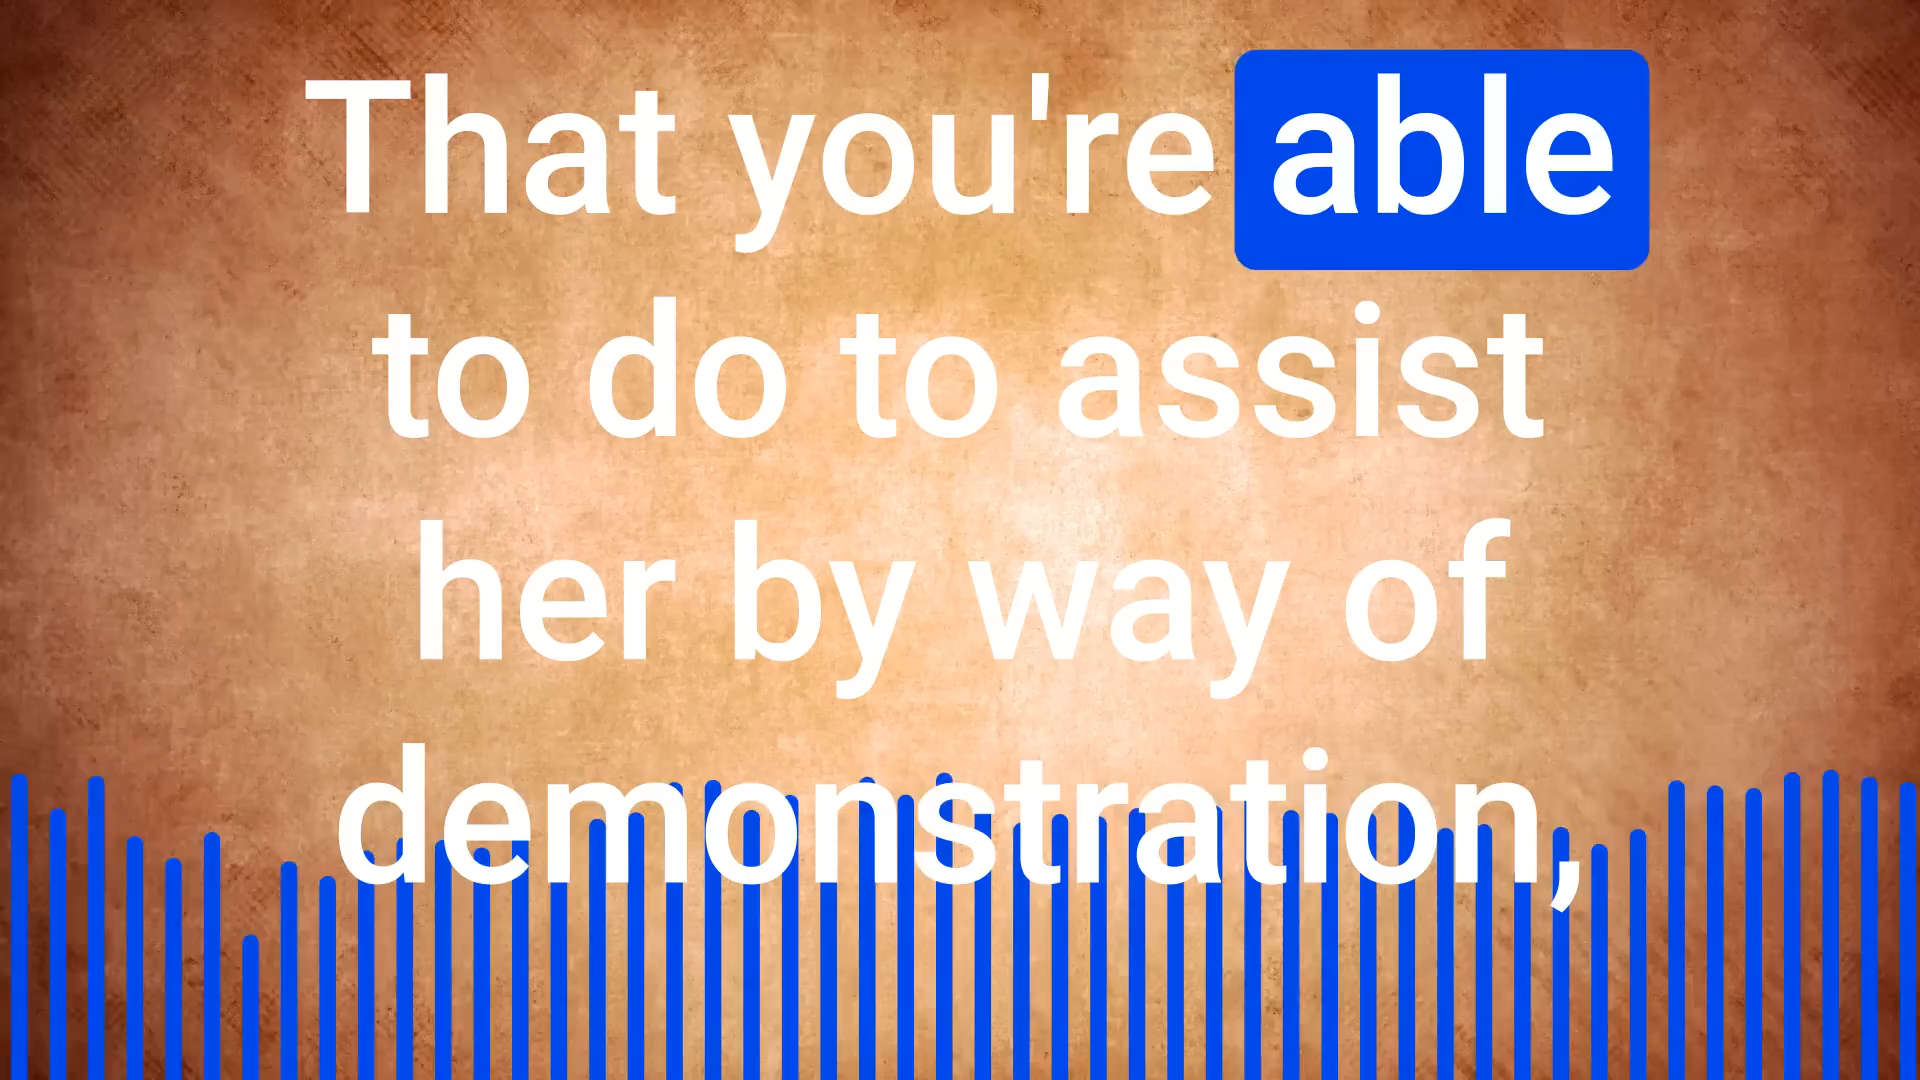 That you're able
to do to assist
her by way of
demonstration,